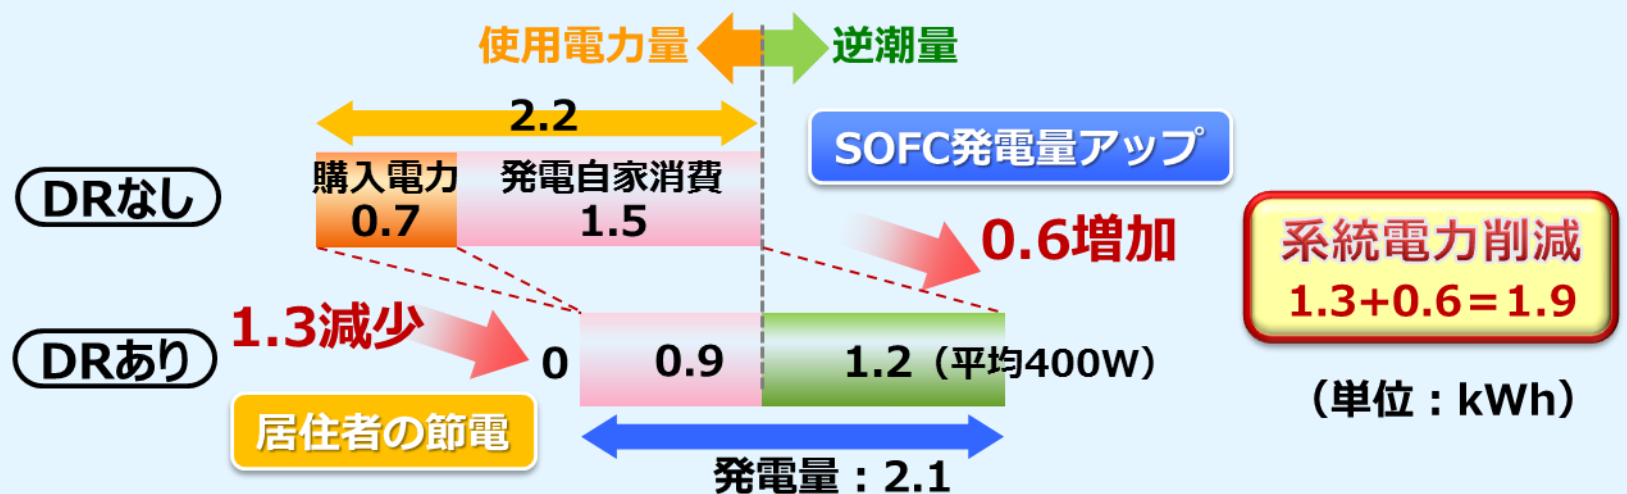 使用電力量
逆潮量
2.2
SOFC発電量アップ
DRなし
購入電力
0.7
発電自家消費
1.5
0.6増加
系統電力削減
1.3+0.6=1.9
1.3減少
DRあり
0
0.9
1.2（平均400W）
（単位：kWh）
居住者の節電
発電量：2.1